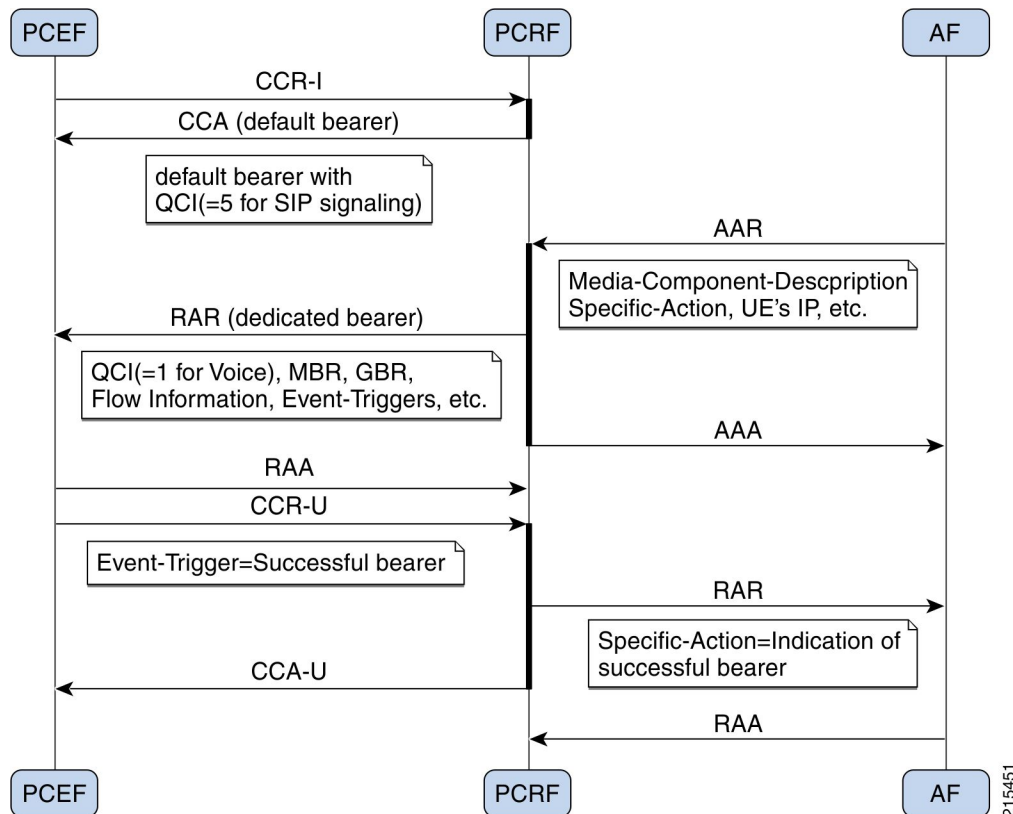 PCEF
PCRF
AF
CCR-I
CCA (default bearer)
default bearer with
QCI(=5 for SIP signaling)
AAR
Media-Component-Descpription
Specific-Action, UE's IP, etc.
RAR (dedicated bearer)
QCI(=1 for Voice), MBR, GBR,
Flow Information, Event-Triggers, etc.
AAA
RAA
CCR-U
Event-Trigger=Successful bearer
RAR
Specific-Action=Indication of
successful bearer
CCA-U
RAA
PCEF
PCRF
AF